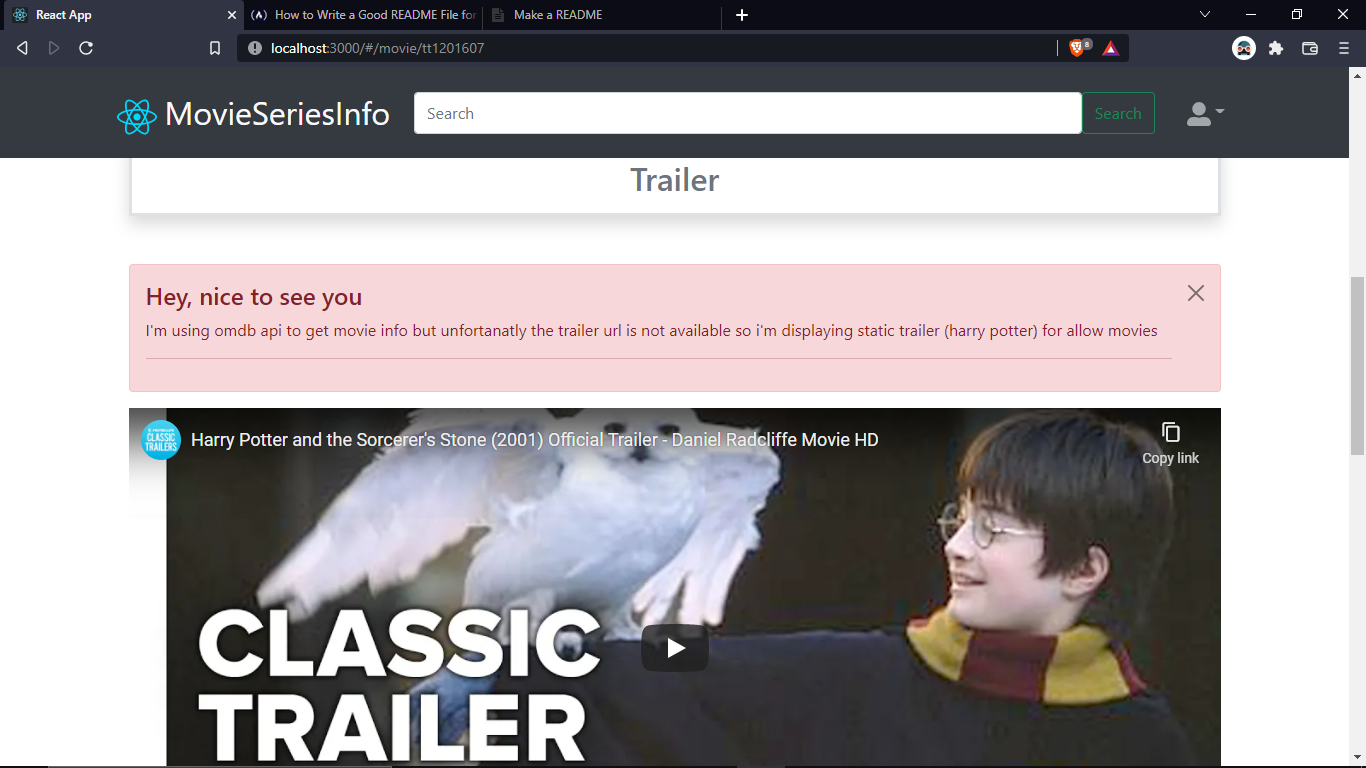 React App
How to Write a Good README File for
Make a README
localhost:3000/#/movie/tt1201607
8
MovieSeriesInfo
Search
Search
Trailer
Hey, nice to see you
I'm using omdb api to get movie info but unfortanatly the trailer url is not available so i'm displaying static trailer (harry potter) for allow movies
CLASSIC
TRAILERS
Harry Potter and the Sorcerer's Stone (2001) Official Trailer - Daniel Radcliffe Movie HD
Copy link
CLASSIC
TRAILER